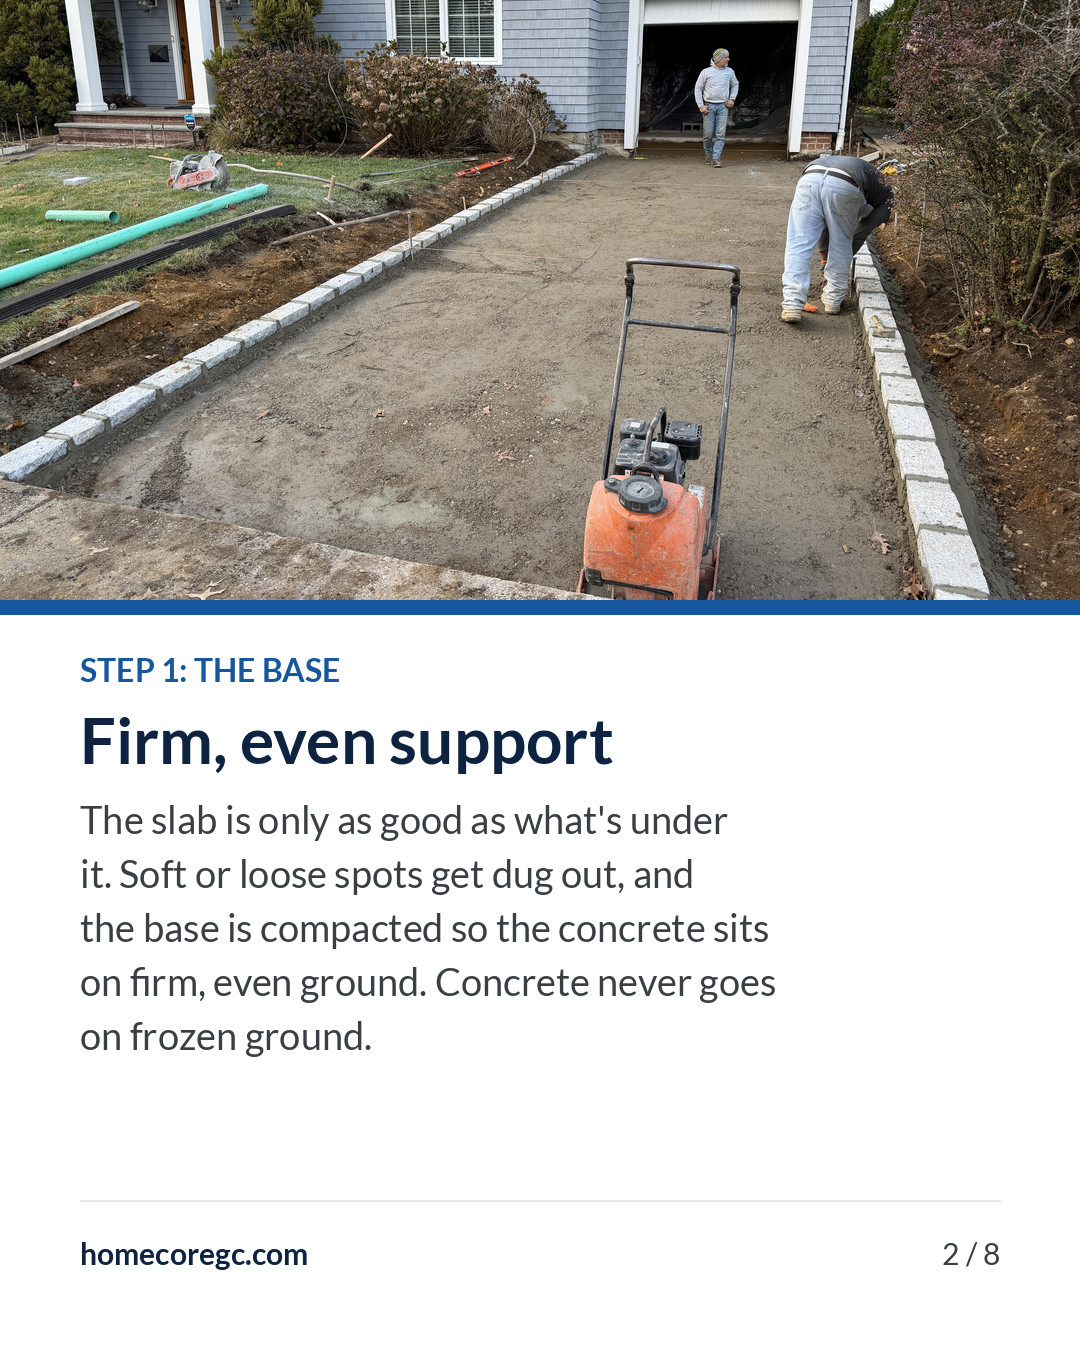 STEP 1: THE BASE
Firm, even support
The slab is only as good as what's under
it. Soft or loose spots get dug out, and
the base is compacted so the concrete sits
on firm, even ground. Concrete never goes
on frozen ground.
homecoregc.com
2 / 8